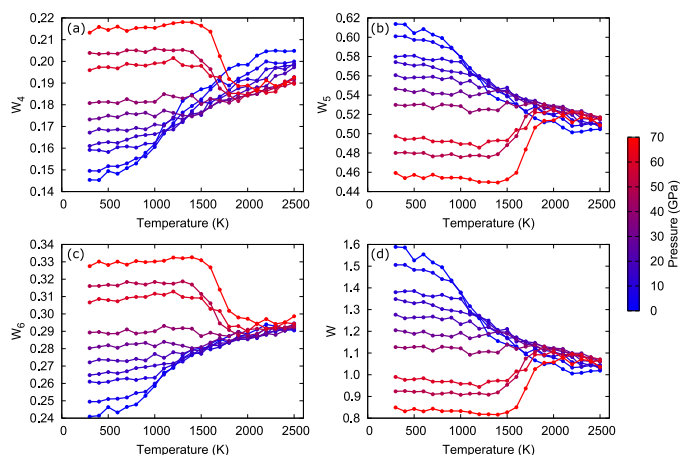 (a)
W4
0.22
0.21
0.20
0.19
0.18
0.17
0.16
0.15
0.14
0 500 1000 1500 2000 2500
Temperature (K)
(b)
W5
0.62
0.60
0.58
0.56
0.54
0.52
0.50
0.48
0.46
0.44
0 500 1000 1500 2000 2500
Temperature (K)
(c)
W6
0.34
0.33
0.32
0.31
0.30
0.29
0.28
0.27
0.26
0.25
0.24
0 500 1000 1500 2000 2500
Temperature (K)
(d)
W
1.6
1.5
1.4
1.3
1.2
1.1
1.0
0.9
0.8
0 500 1000 1500 2000 2500
Temperature (K)
70
60
50
40
30
20
10
0
Pressure (GPa)